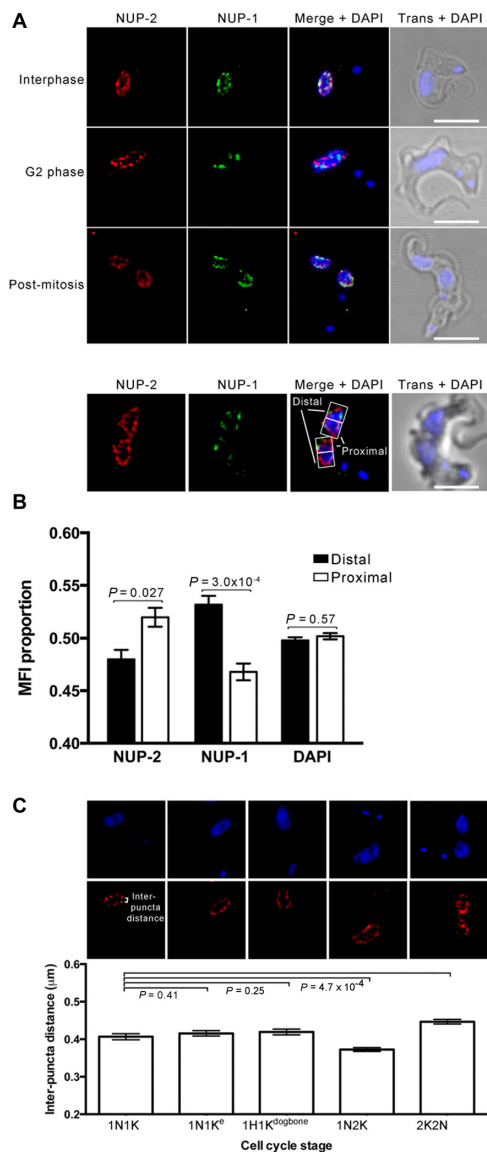 A
NUP-2 NUP-1 Merge + DAPI Trans + DAPI
Interphase
G2 phase
Post-mitosis
NUP-2 NUP-1 Merge + DAPI Trans + DAPI
Distal
Proximal
B
0.60
0.55
0.50
0.45
0.40
MFI proportion
P = 0.027
P = 3.0x10-4
P = 0.57
Distal
Proximal
NUP-2 NUP-1 DAPI
C
Inter-
puncta
distance
0.6
0.5
0.4
0.2
Inter-puncta distance (μm)
P = 0.41
P = 0.25
P = 4.7 x 10-4
1N1K 1N1Ke 1H1Kdogbone 1N2K 2K2N
Cell cycle stage